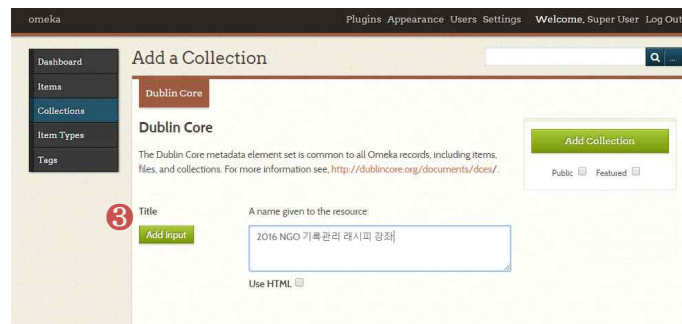 omeka
Plugins Appearance Users Settings Welcome, Super User Log Out
Dashboard
Items
Collections
Item Types
Tags
Add a Collection
...
Dublin Core
Dublin Core
The Dublin Core metadata element set is common to all Omeka records, including items,
files, and collections. For more information see, http://dublincore.org/documents/dces/.
Add Collection
Public Featured
3
Title
A name given to the resource
Add Input
2016 NGO 기록관리 래시피 강좌
Use HTML